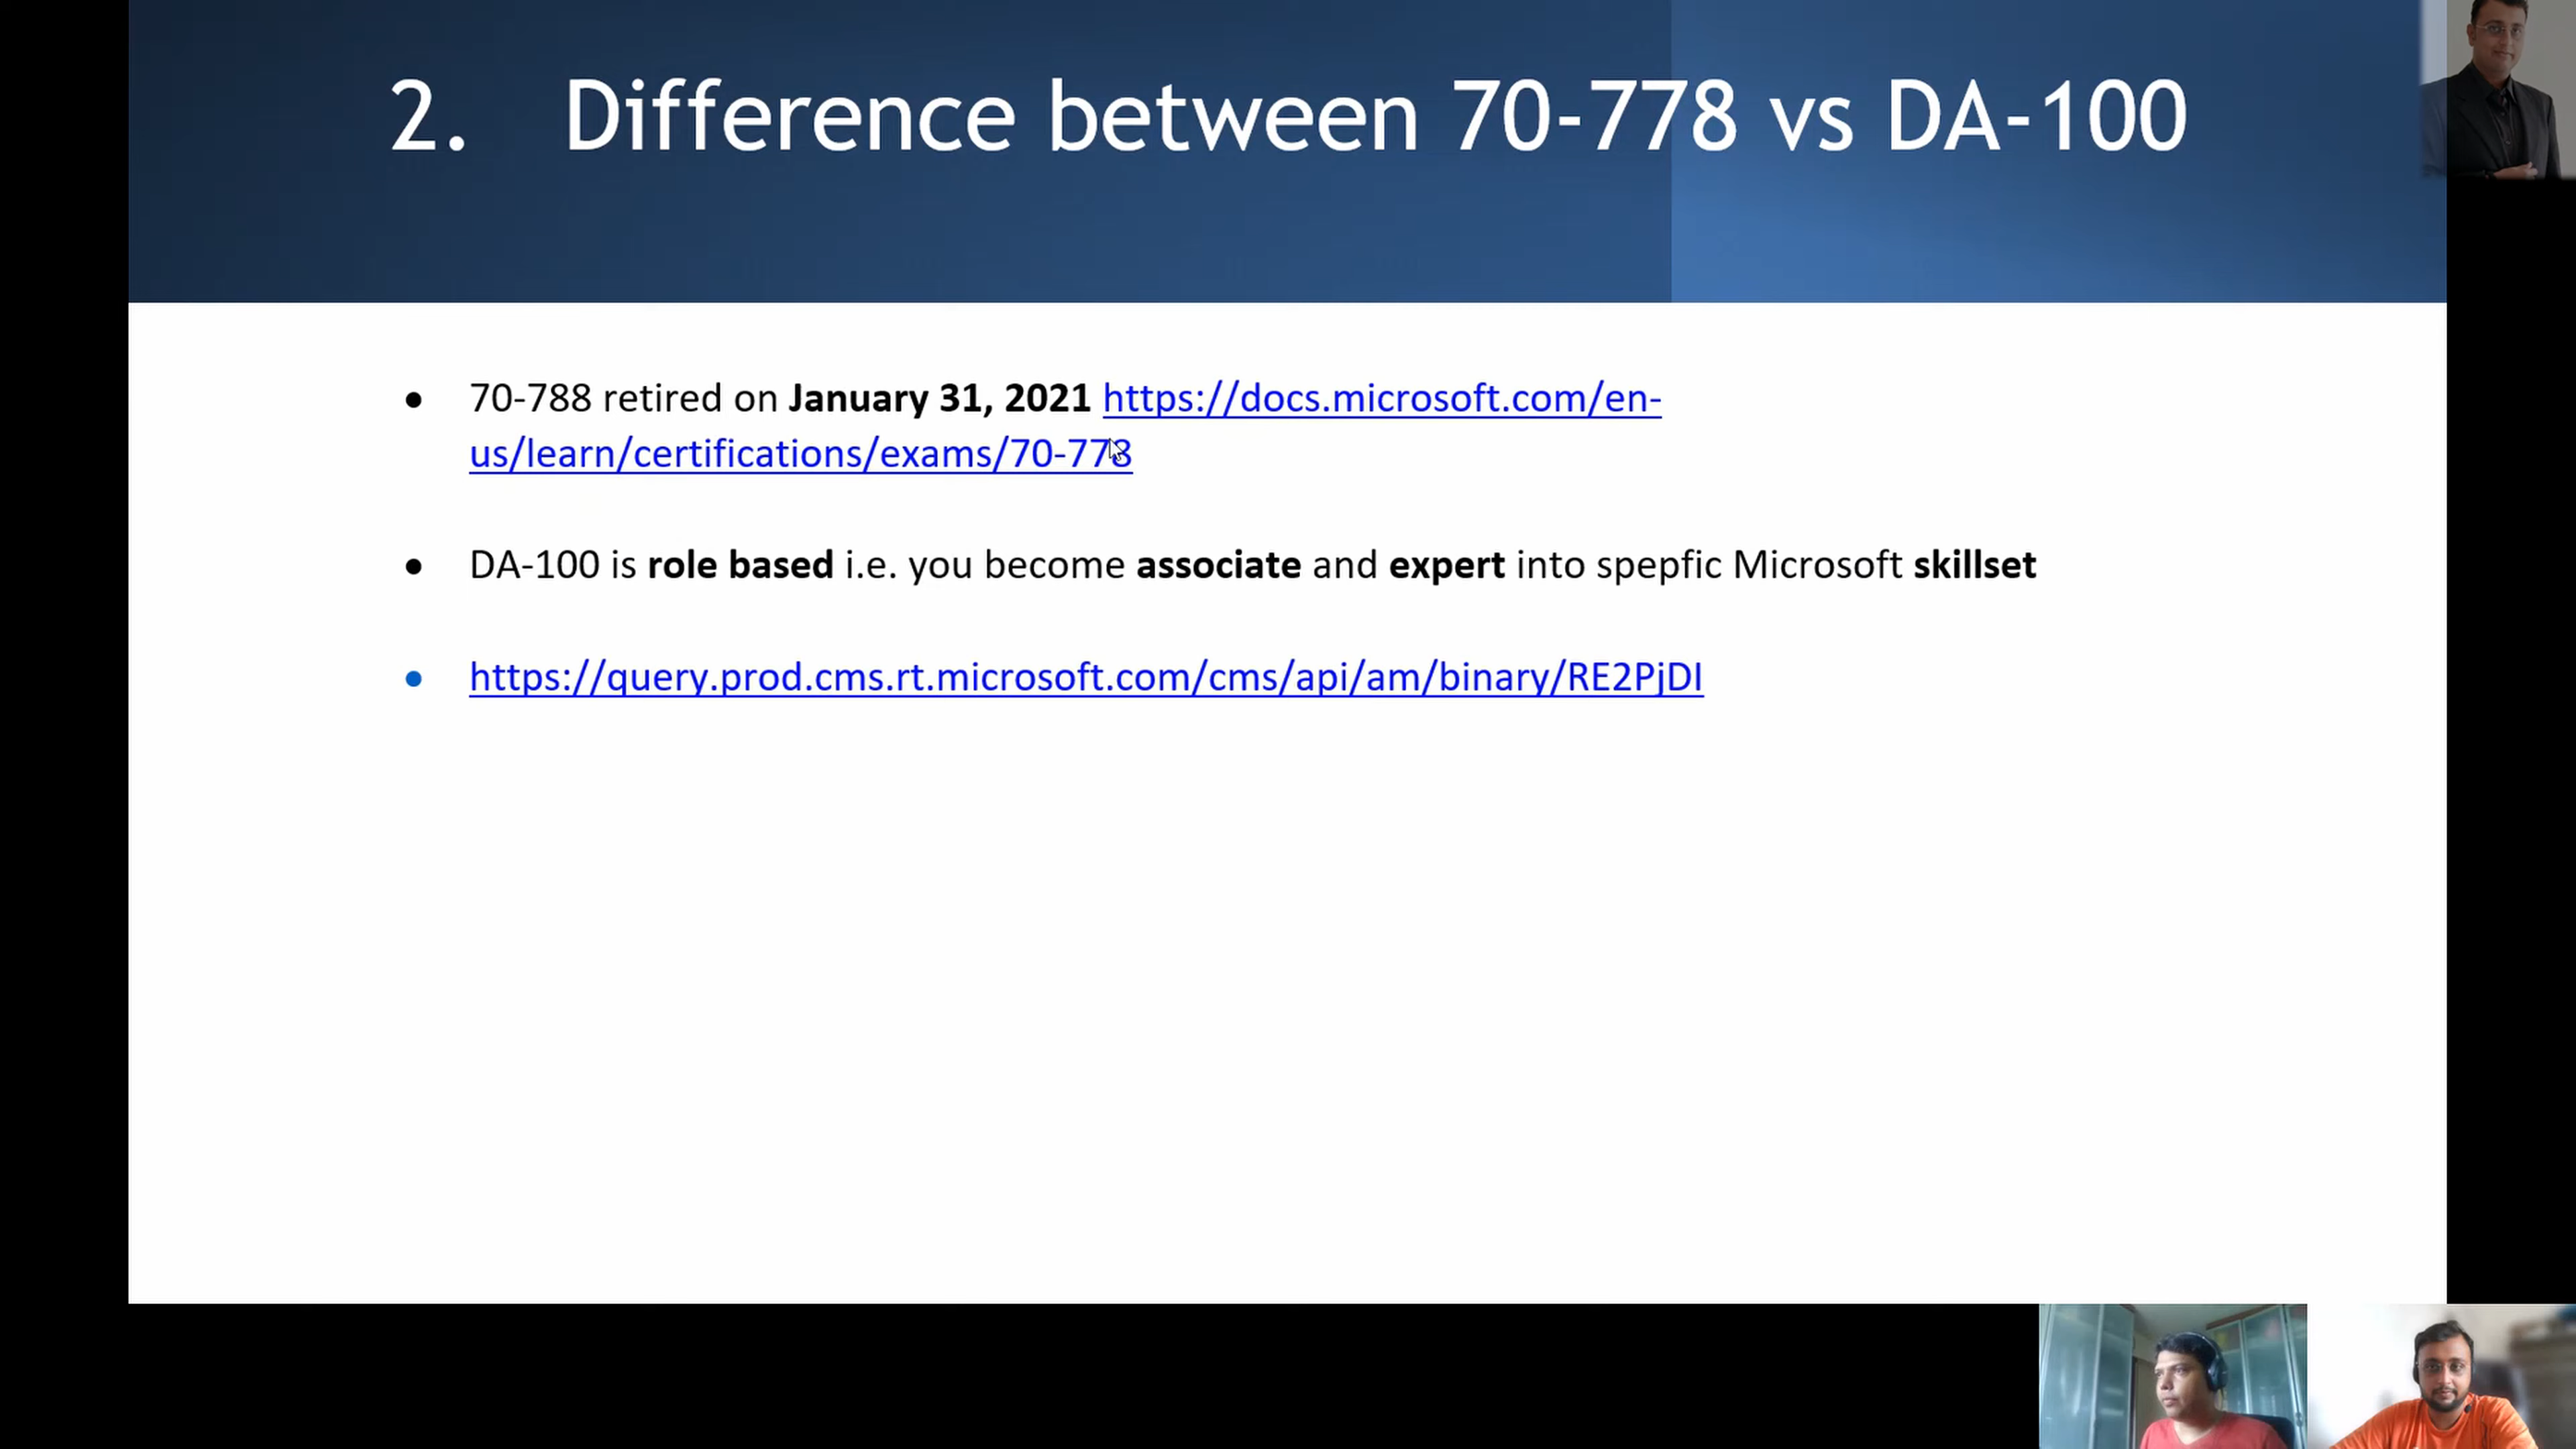 2. Difference between 70-778 vs DA-100
• 70-788 retired on January 31, 2021 https://docs.microsoft.com/en-
us/learn/certifications/exams/70-778
• DA-100 is role based i.e. you become associate and expert into spepfic Microsoft skillset
• https://query.prod.cms.rt.microsoft.com/cms/api/am/binary/RE2PjDI